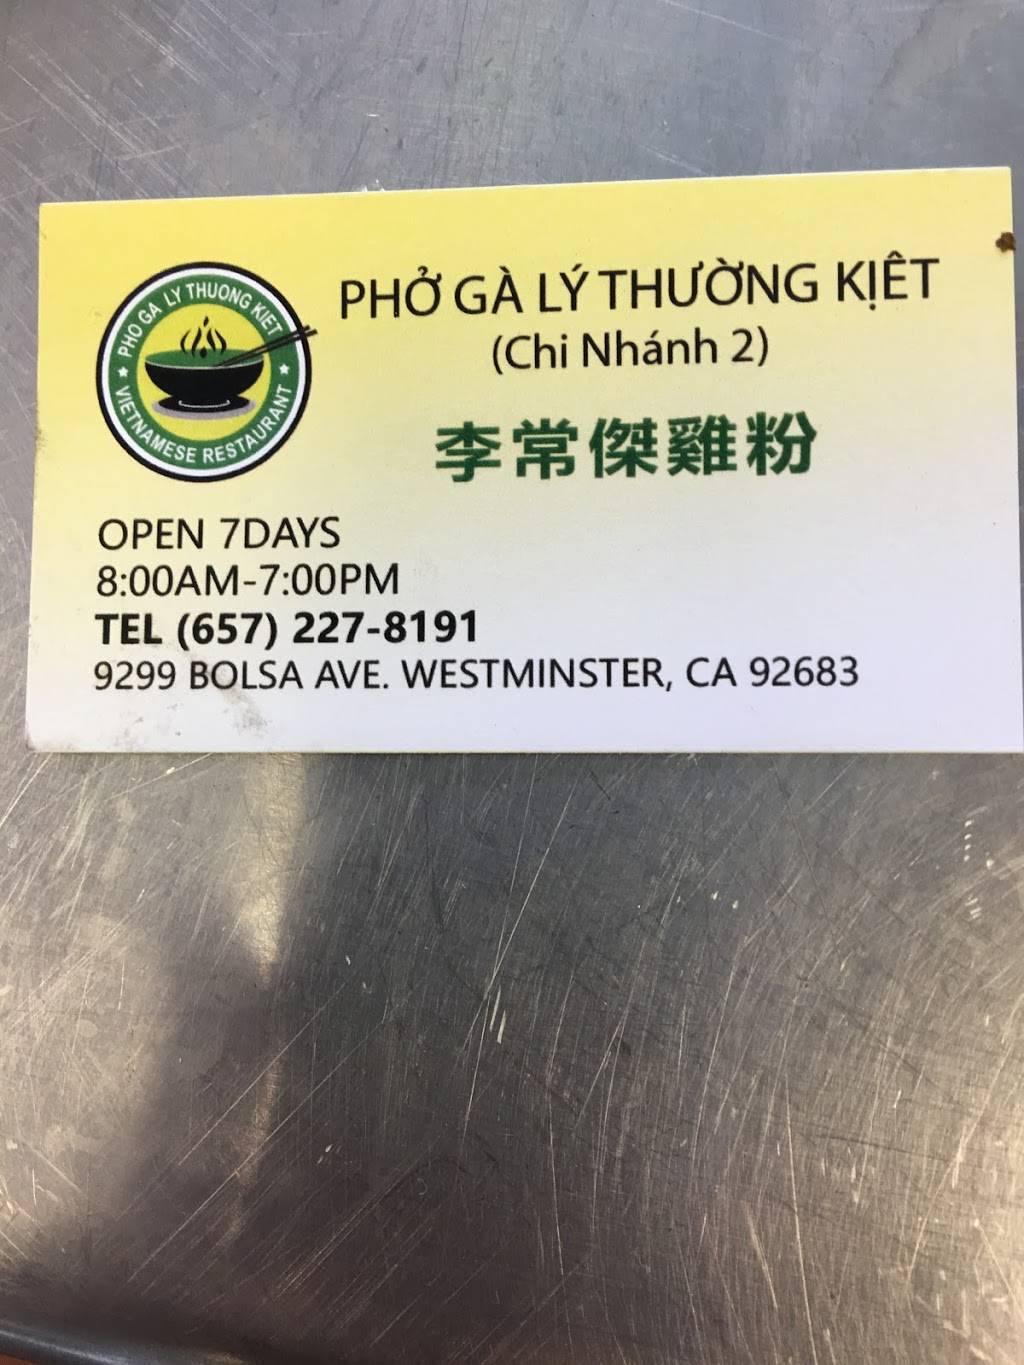 PHO GA LY THUONG KIET
VIETNAMESE RESTAURANT
PHỞ GÀ LÝ THƯỜNG KIỆT
(Chi Nhánh 2)
李常傑雞粉
OPEN 7DAYS
8:00AM-7:00PM
TEL (657) 227-8191
9299 BOLSA AVE. WESTMINSTER, CA 92683